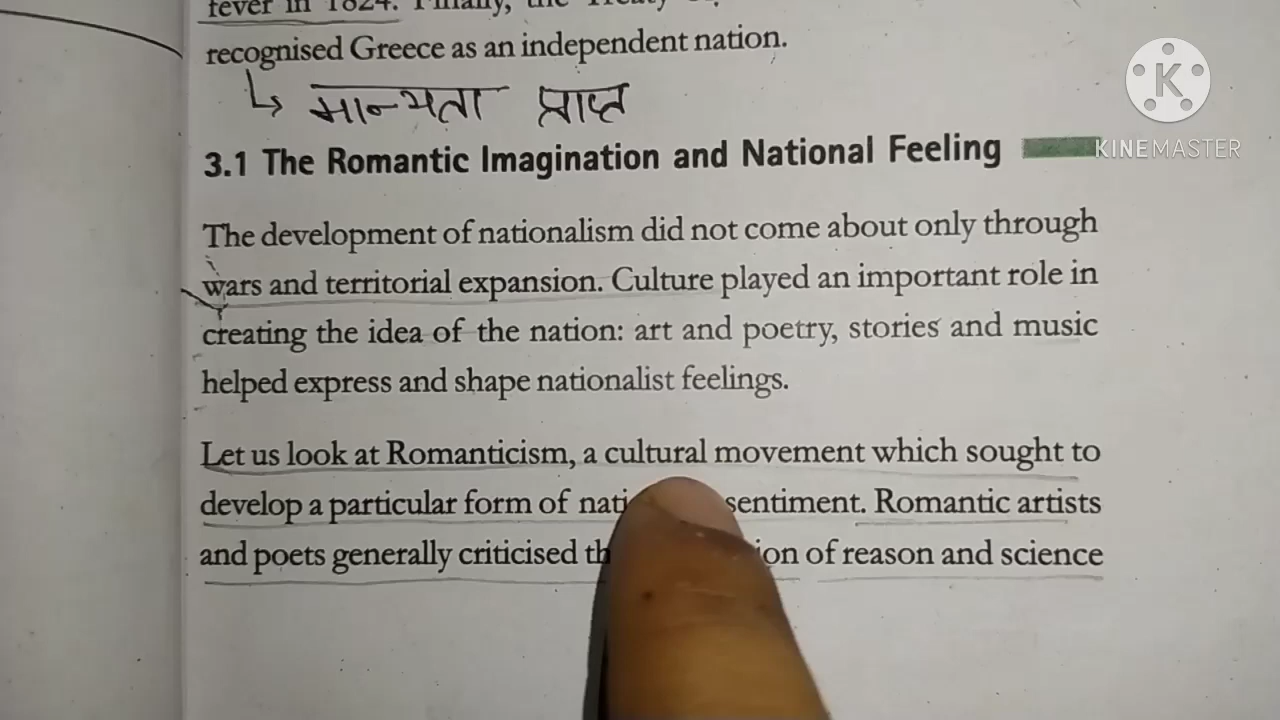 fever in 1824. Finally, the Treaty
recognised Greece as an independent nation.
मान्यता प्राप्त
K
KINEMASTER
3.1 The Romantic Imagination and National Feeling
The development of nationalism did not come about only through
wars and territorial expansion. Culture played an important role in
creating the idea of the nation: art and poetry, stories and music
helped express and shape nationalist feelings.
Let us look at Romanticism, a cultural movement which sought to
develop a particular form of sentiment. Romantic artists
and poets generally criticised of reason and science